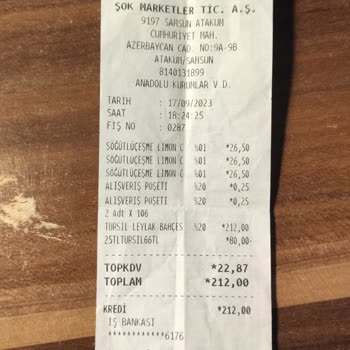 ŞOK MARKETLER TİC. A.Ş.
9197 SAMSUN ATAKUM
CUMHURİYET MAH.
AZERBAYCAN CAD. NO:9A-9B
ATAKUM/SAMSUN
8140131899
ANADOLU KURUMLAR V.D.
TARİH : 17/09/2023
SAAT : 18:24:25
FİŞ NO : 0287
SÖĞÜTLÜÇEŞME LİMON C %01 *26,50
SÖĞÜTLÜÇEŞME LİMON C %01 *26,50
SÖĞÜTLÜÇEŞME LİMON C %01 *26,50
ALIŞVERİŞ POŞETİ %20 *0,25
ALIŞVERİŞ POŞETİ %20 *0,25
2 Adt X 106
TURSİL LEYLAK BAHÇES %20 *212,00
25TLTURSIL66TL *80,00-
TOPKDV *22,87
TOPLAM *212,00
KREDİ *212,00
İŞ BANKASI
************6176